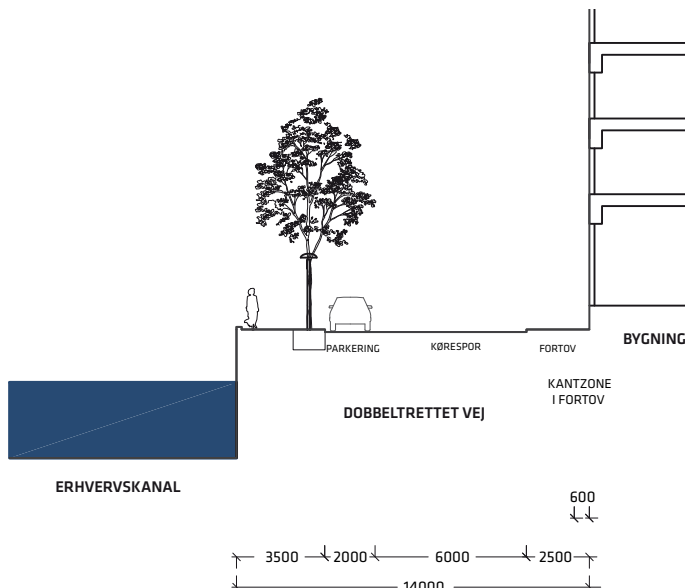 BYGNING
PARKERING
KØRESPOR
FORTOV
KANTZONE
I FORTOV
DOBBELTRETTET VEJ
ERHVERVSKANAL
600
3500 2000 6000 2500
14000